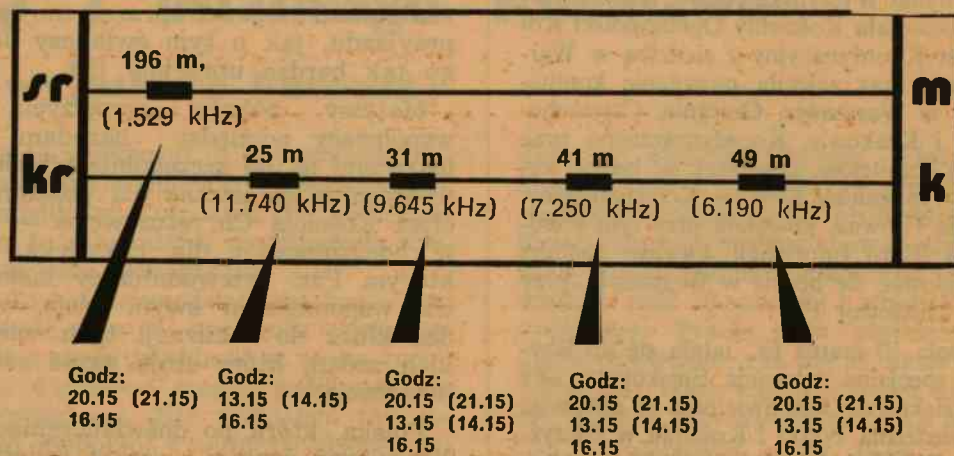 196 m,
sr m
(1.529 kHz)
25 m 31 m 41 m 49 m
kr k
(11.740 kHz) (9.645 kHz) (7.250 kHz) (6.190 kHz)
Godz: Godz: Godz: Godz: Godz:
20.15 (21.15) 13.15 (14.15) 20.15 (21.15) 20.15 (21.15) 20.15 (21.15)
16.15 16.15 13.15 (14.15) 13.15 (14.15) 13.15 (14.15)
16.15 16.15 16.15